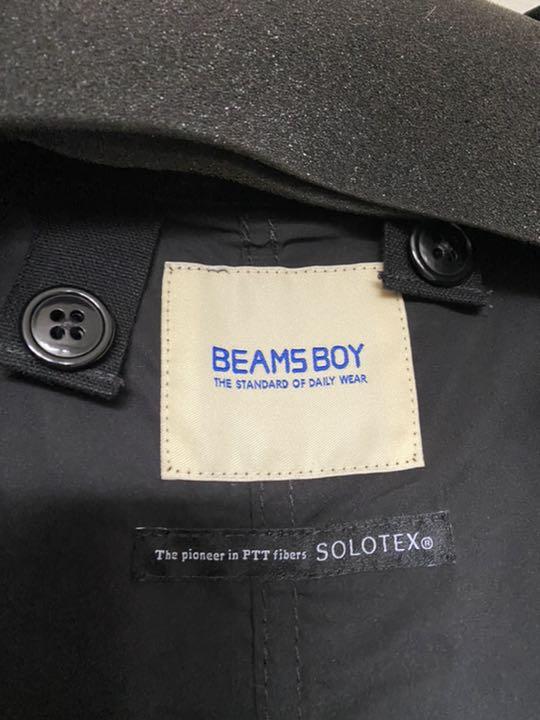 BEAMS BOY
THE STANDARD OF DAILY WEAR
The pioneer in PTT fibers SOLOTEX®